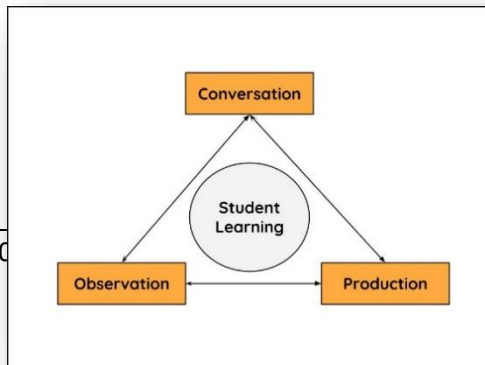 Conversation
Student
Learning
Observation
Production